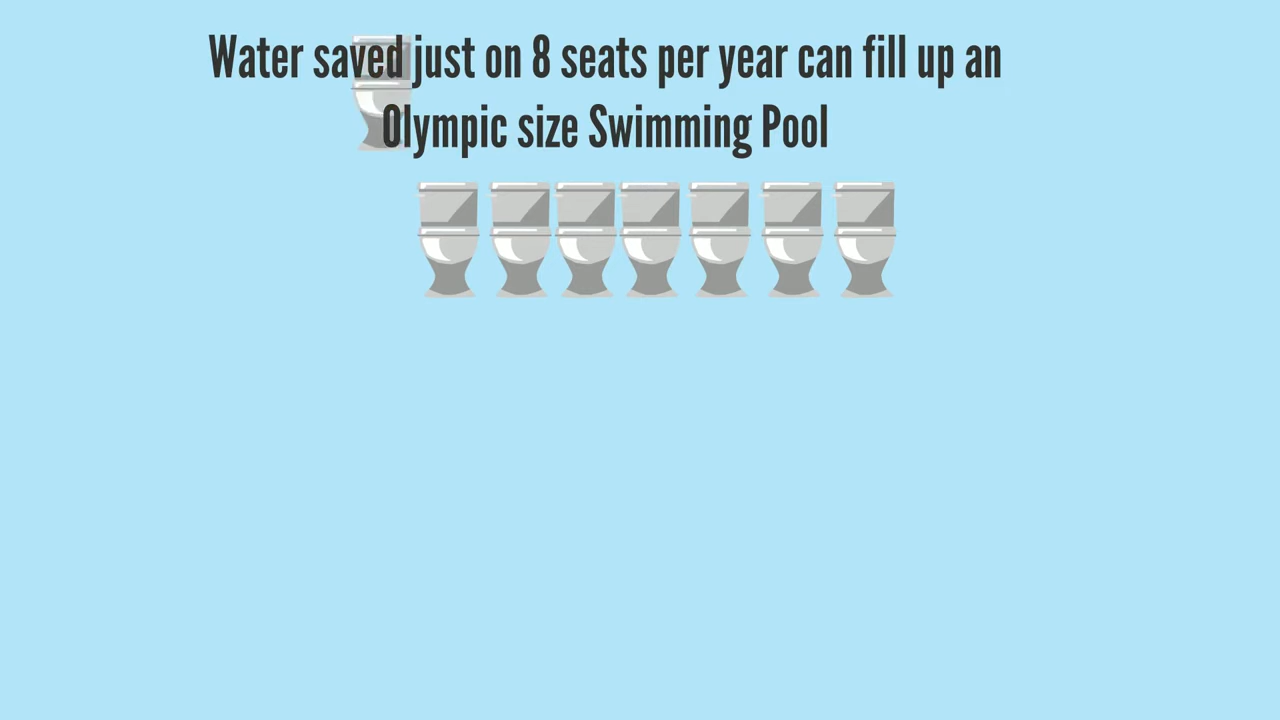 Water saved just on 8 seats per year can fill up an
Olympic size Swimming Pool